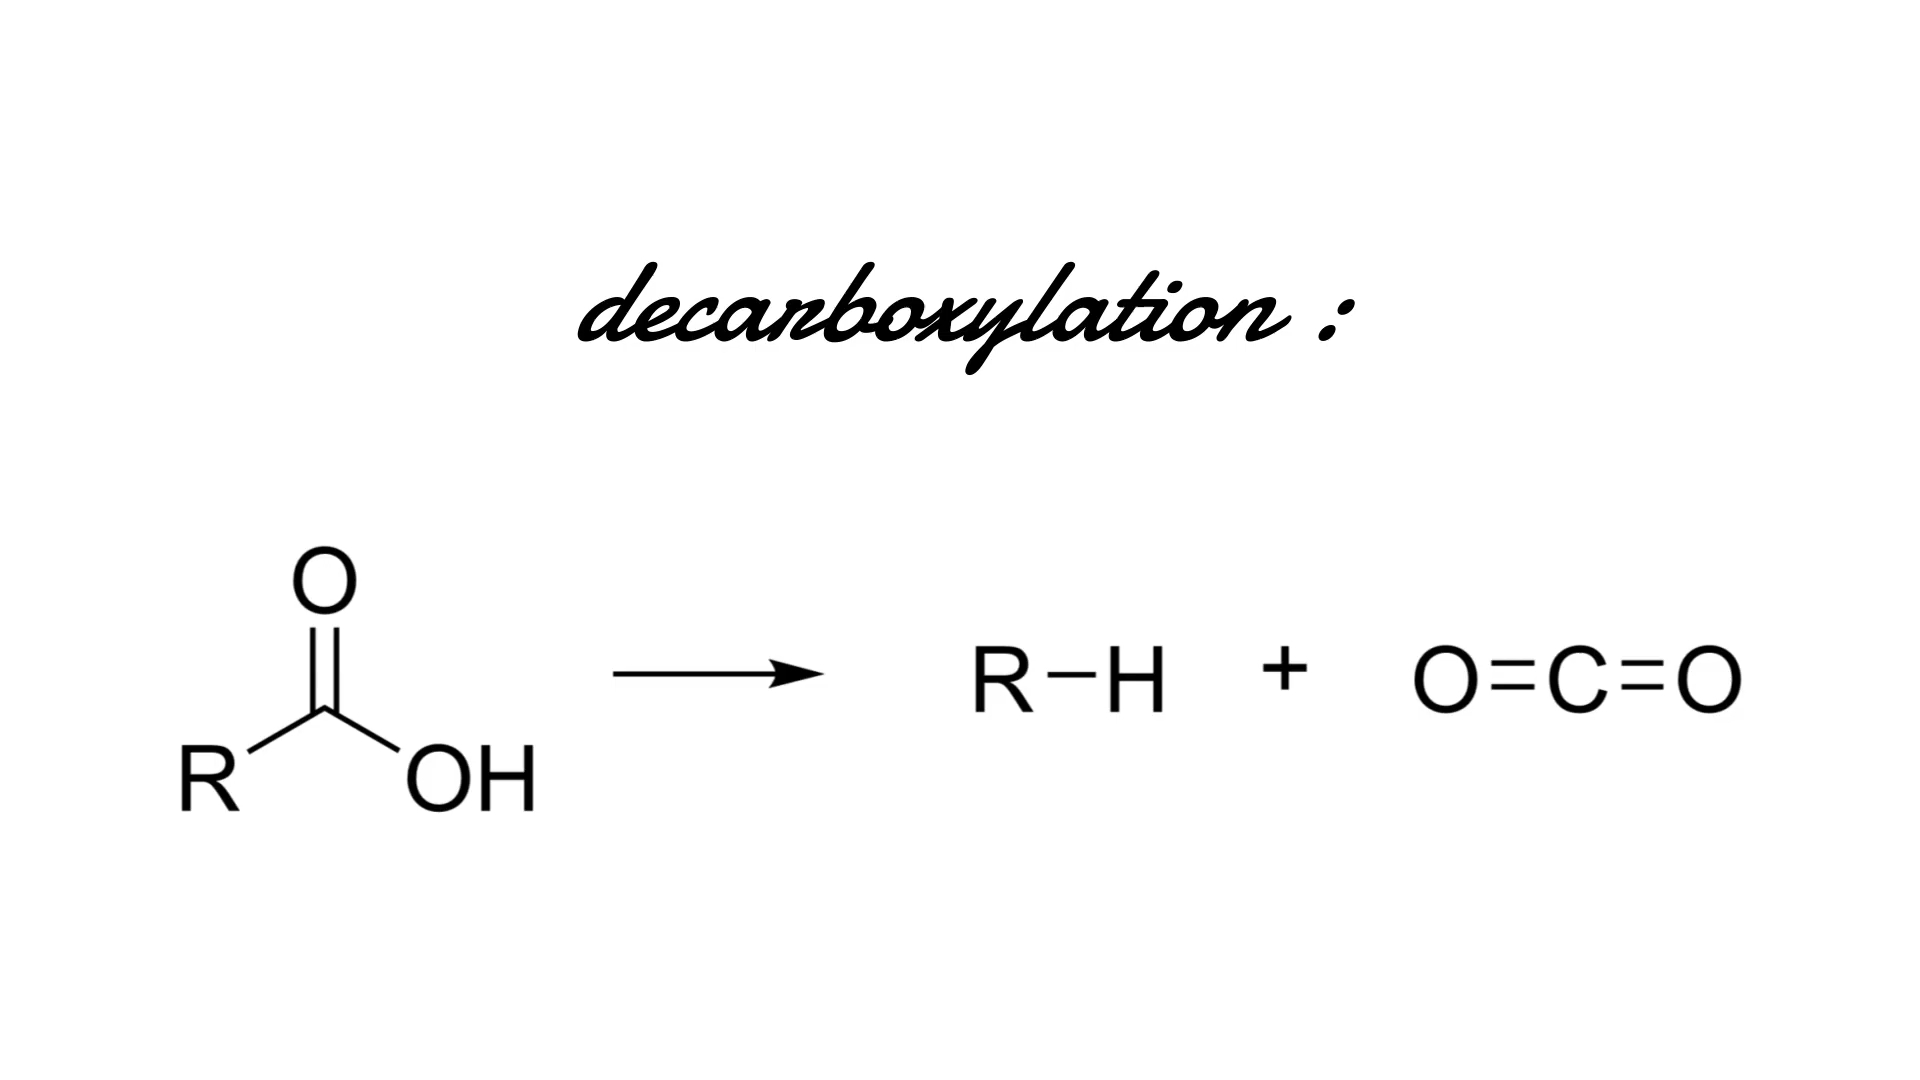 decarboxylation :
O
R OH
R–H + O=C=O